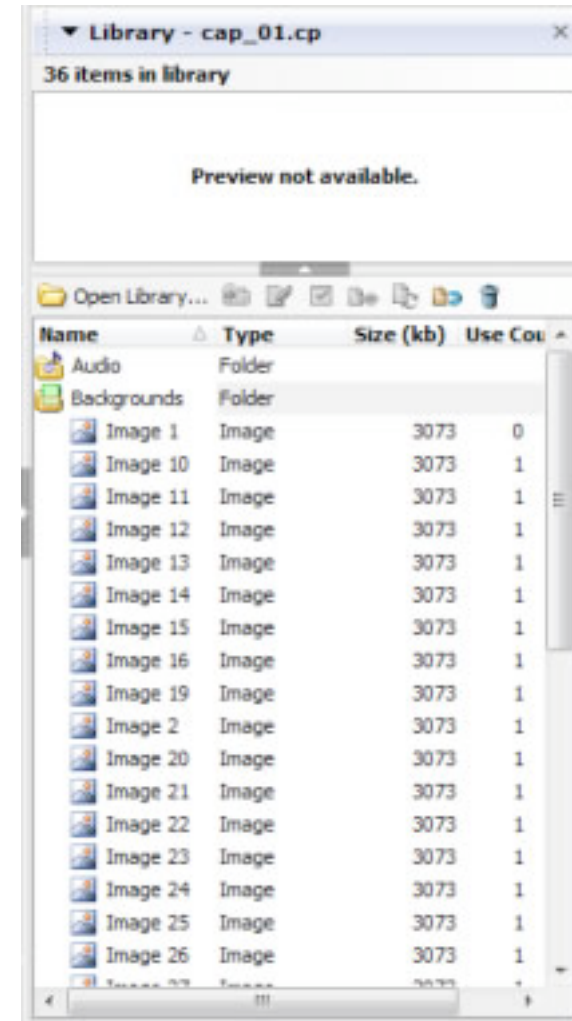 Library - cap_01.cp
36 items in library
Preview not available.
Open Library...
Name Type Size (kb) Use Cou
Audio Folder
Backgrounds Folder
Image 1 Image 3073 0
Image 10 Image 3073 1
Image 11 Image 3073 1
Image 12 Image 3073 1
Image 13 Image 3073 1
Image 14 Image 3073 1
Image 15 Image 3073 1
Image 16 Image 3073 1
Image 19 Image 3073 1
Image 2 Image 3073 1
Image 20 Image 3073 1
Image 21 Image 3073 1
Image 22 Image 3073 1
Image 23 Image 3073 1
Image 24 Image 3073 1
Image 25 Image 3073 1
Image 26 Image 3073 1